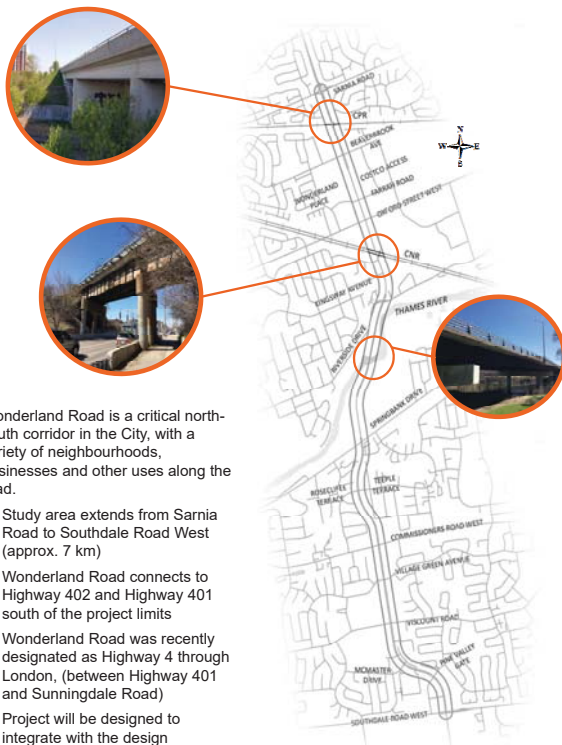 SARNIA ROAD
CPR
BEAVERBROOK
AVE
COSTCO ACCESS
FARRAH ROAD
WONDERLAND
PLACE
OXFORD STREET WEST
N
W
E
S
CNR
KINGSWAY AVENUE
THAMES RIVER
RIVERSIDE DRIVE
SPRINGBANK DRIVE
TEEPLE
TERRACE
ROSECLIFFE
TERRACE
COMMISSIONERS ROAD WEST
VILLAGE GREEN AVENUE
VISCOUNT ROAD
PINE VALLEY
GATE
MCMASTER
DRIVE
SOUTHDALE ROAD WEST
onderland Road is a critical north-
uth corridor in the City, with a
riety of neighbourhoods,
sinesses and other uses along the
ad.
Study area extends from Sarnia
Road to Southdale Road West
(approx. 7 km)
Wonderland Road connects to
Highway 402 and Highway 401
south of the project limits
Wonderland Road was recently
designated as Highway 4 through
London, (between Highway 401
and Sunningdale Road)
Project will be designed to
integrate with the design